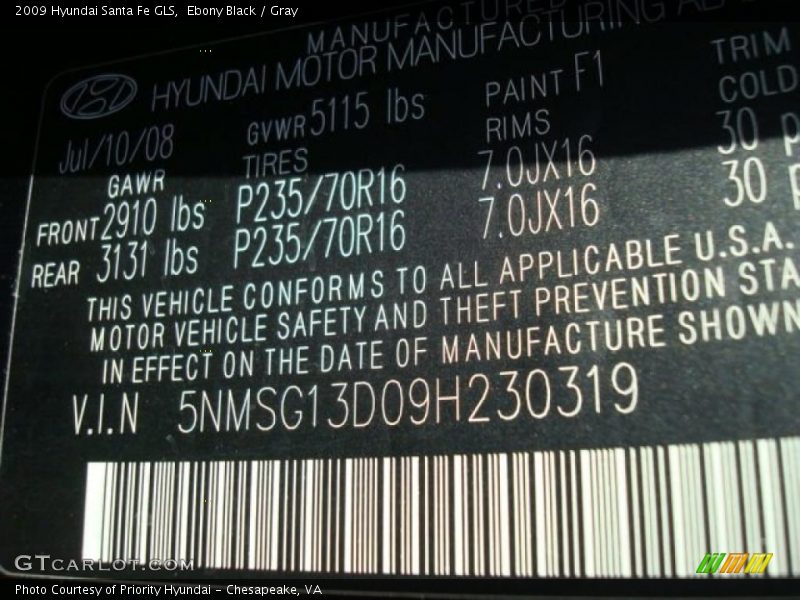 2009 Hyundai Santa Fe GLS, Ebony Black / Gray
MANUFACTURED
HYUNDAI MOTOR MANUFACTURING
Jul/10/08 GVWR 5115 lbs PAINT F1 TRIM
GAWR TIRES RIMS COLD
FRONT 2910 lbs P235/70R16 7.0JX16 30
REAR 3131 lbs P235/70R16 7.0JX16 30
THIS VEHICLE CONFORMS TO ALL APPLICABLE U.S.A.
MOTOR VEHICLE SAFETY AND THEFT PREVENTION STA
IN EFFECT ON THE DATE OF MANUFACTURE SHOWN
V.I.N 5NMSG13D09H230319
GTCARLOT.COM
Photo Courtesy of Priority Hyundai - Chesapeake, VA